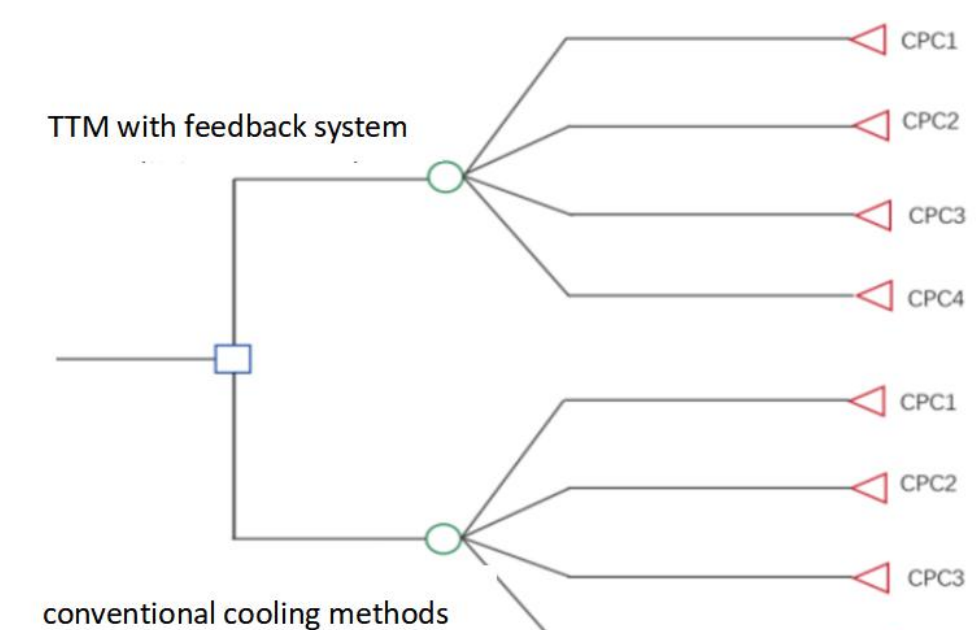 CPC1
TTM with feedback system
CPC2
CPC3
CPC4
CPC1
CPC2
CPC3
conventional cooling methods